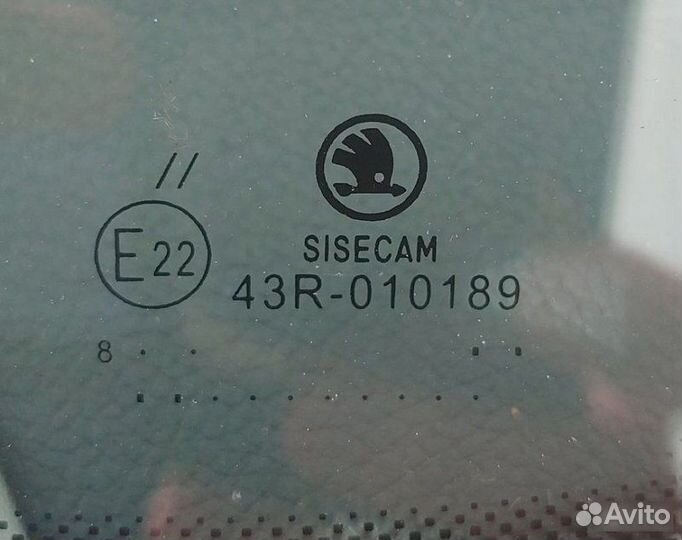 //
SISECAM
E22
43R-010189
8 . .
Avito